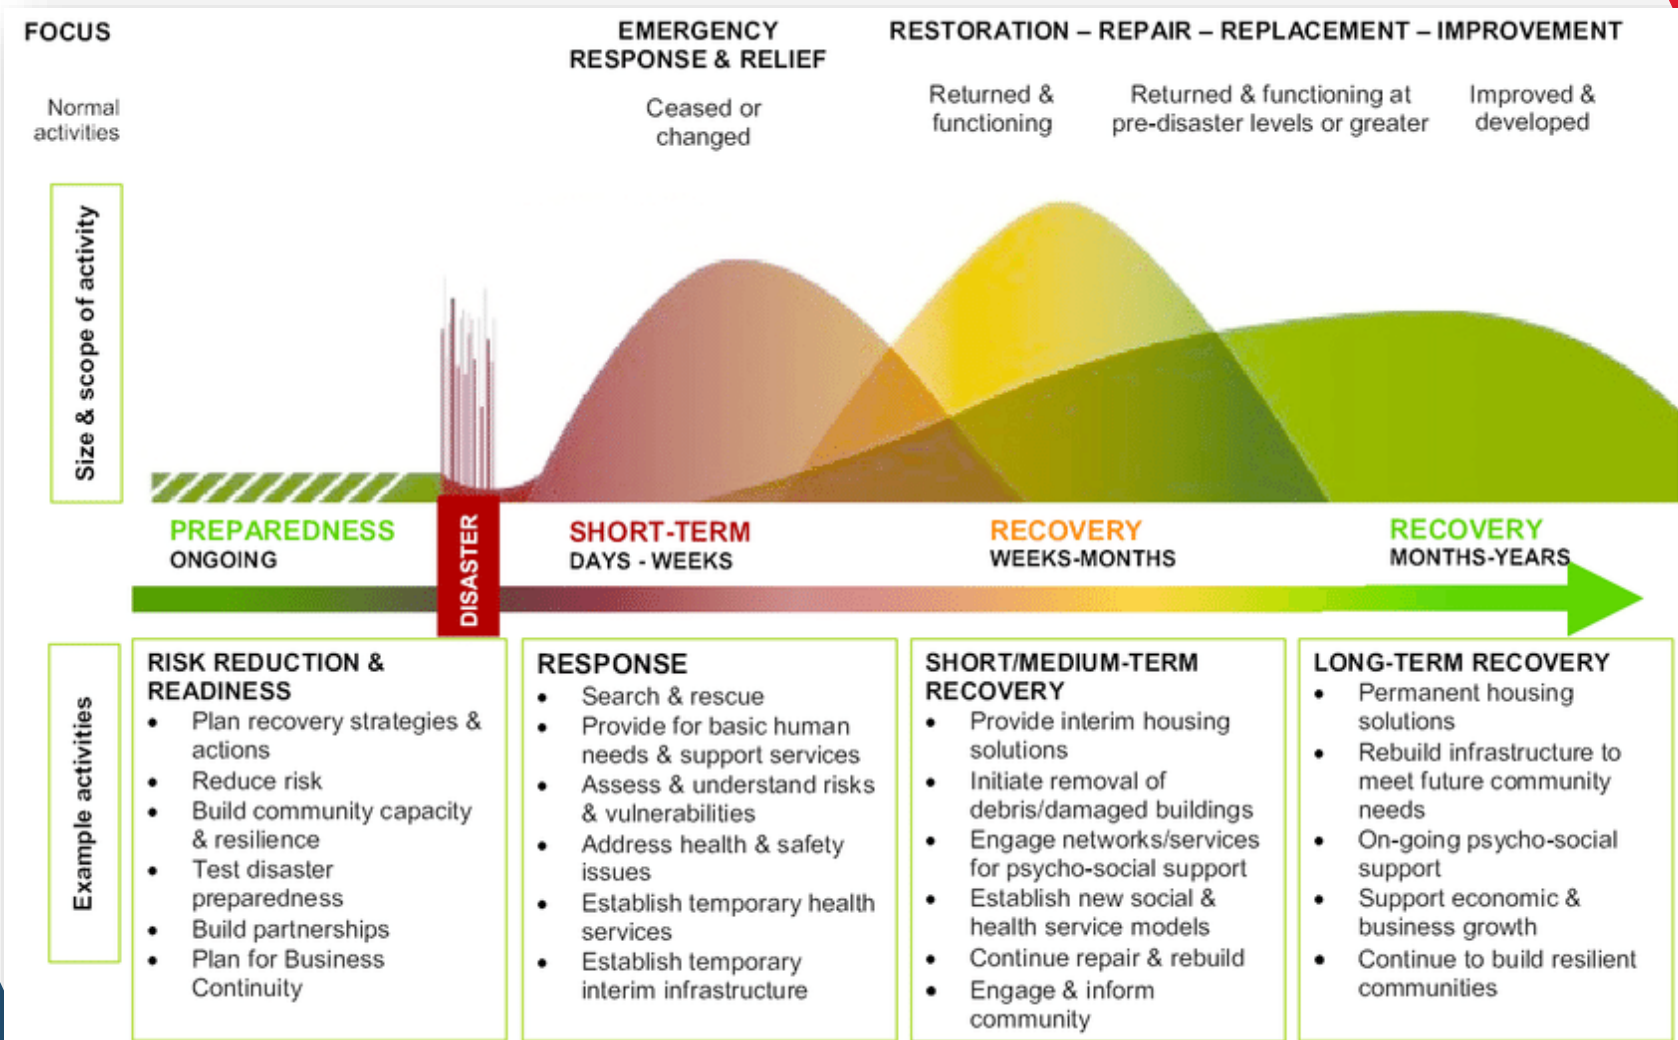 FOCUS
EMERGENCY
RESPONSE & RELIEF
RESTORATION – REPAIR – REPLACEMENT – IMPROVEMENT
Normal
activities
Ceased or
changed
Returned &
functioning
Returned & functioning at
pre-disaster levels or greater
Improved &
developed
Size & scope of activity
PREPAREDNESS
ONGOING
DISASTER
SHORT-TERM
DAYS - WEEKS
RECOVERY
WEEKS-MONTHS
RECOVERY
MONTHS-YEARS
Example activities
RISK REDUCTION &
READINESS
• Plan recovery strategies &
actions
• Reduce risk
• Build community capacity
& resilience
• Test disaster
preparedness
• Build partnerships
• Plan for Business
Continuity
RESPONSE
• Search & rescue
• Provide for basic human
needs & support services
• Assess & understand risks
& vulnerabilities
• Address health & safety
issues
• Establish temporary health
services
• Establish temporary
interim infrastructure
SHORT/MEDIUM-TERM
RECOVERY
• Provide interim housing
solutions
• Initiate removal of
debris/damaged buildings
• Engage networks/services
for psycho-social support
• Establish new social &
health service models
• Continue repair & rebuild
• Engage & inform
community
LONG-TERM RECOVERY
• Permanent housing
solutions
• Rebuild infrastructure to
meet future community
needs
• On-going psycho-social
support
• Support economic &
business growth
• Continue to build resilient
communities